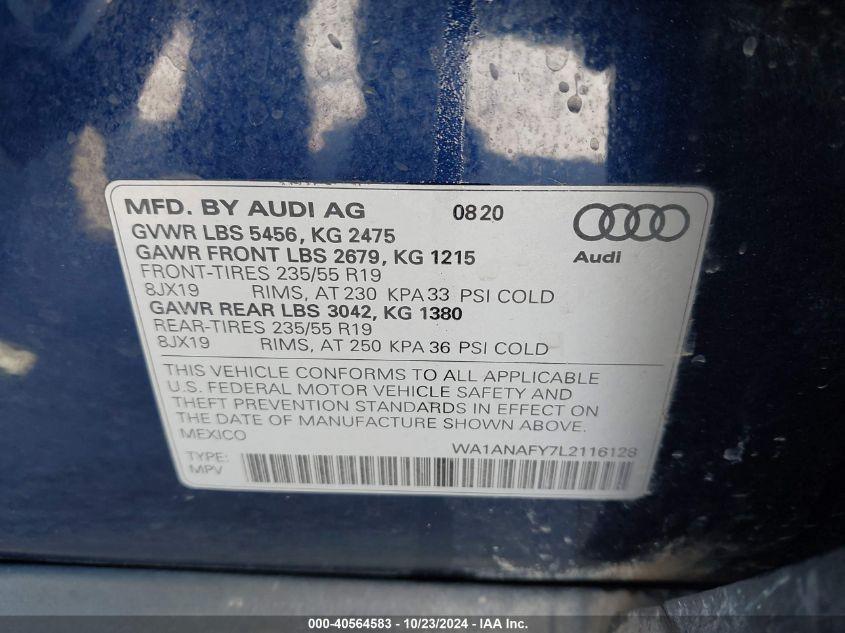 MFD. BY AUDI AG 0820
GVWR LBS 5456, KG 2475
GAWR FRONT LBS 2679, KG 1215
FRONT-TIRES 235/55 R19
8JX19 RIMS, AT 230 KPA 33 PSI COLD
GAWR REAR LBS 3042, KG 1380
REAR-TIRES 235/55 R19
8JX19 RIMS, AT 250 KPA 36 PSI COLD
Audi
THIS VEHICLE CONFORMS TO ALL APPLICABLE
U.S. FEDERAL MOTOR VEHICLE SAFETY AND
THEFT PREVENTION STANDARDS IN EFFECT ON
THE DATE OF MANUFACTURE SHOWN ABOVE.
MEXICO
WA1ANAFY7L2116128
TYPE:
MPV
000-40564583 - 10/23/2024 - IAA Inc.